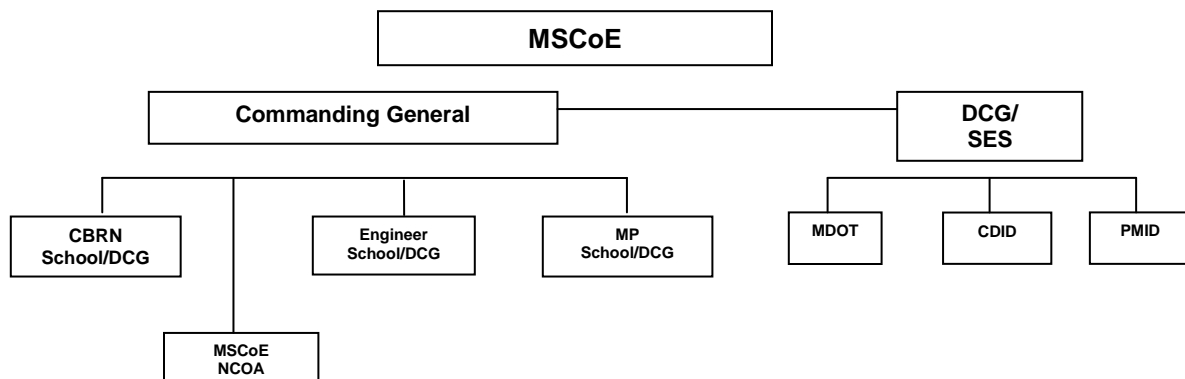 MSCoE
Commanding General
DCG/
SES
CBRN
School/DCG
Engineer
School/DCG
MP
School/DCG
MDOT
CDID
PMID
MSCoE
NCOA